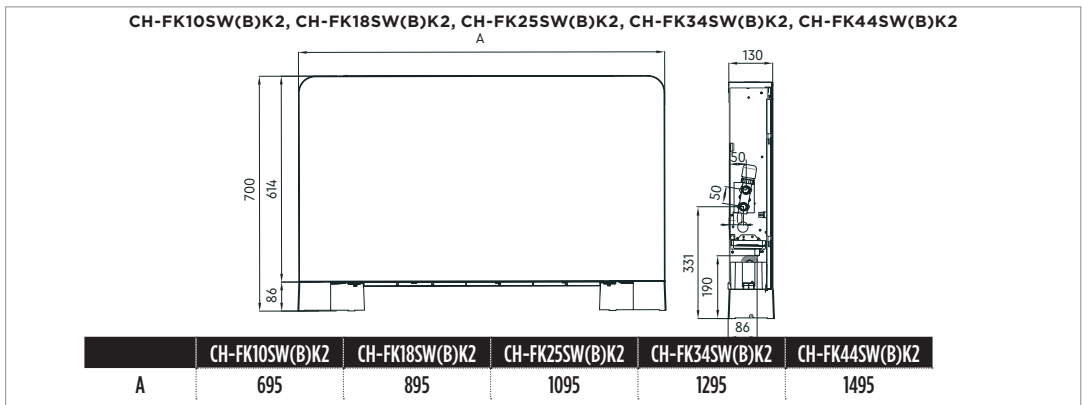 CH-FK10SW(B)K2, CH-FK18SW(B)K2, CH-FK25SW(B)K2, CH-FK34SW(B)K2, CH-FK44SW(B)K2
A
130
700
614
86
50
50
331
190
86
CH-FK10SW(B)K2 CH-FK18SW(B)K2 CH-FK25SW(B)K2 CH-FK34SW(B)K2 CH-FK44SW(B)K2
A 695 895 1095 1295 1495